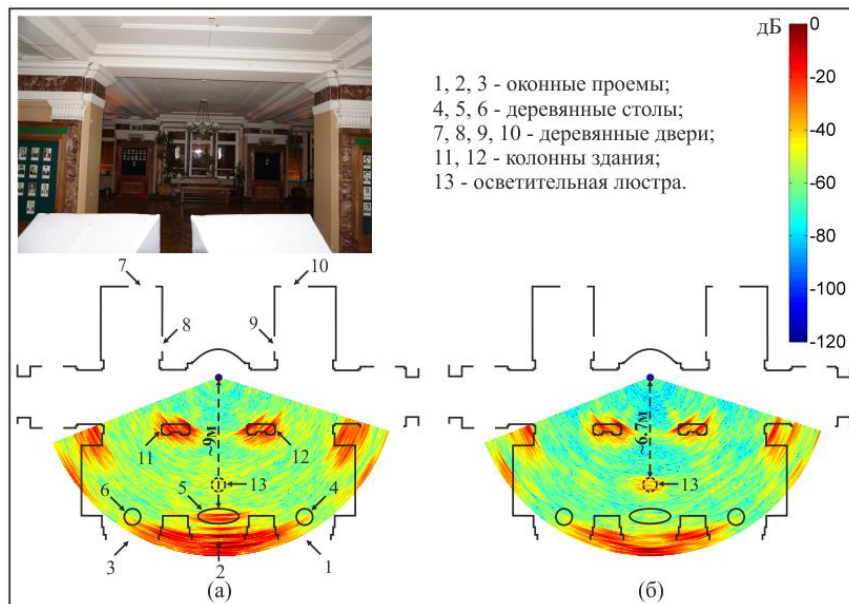 дБ
0
-20
-40
-60
-80
-100
-120
1, 2, 3 - оконные проемы;
4, 5, 6 - деревянные столы;
7, 8, 9, 10 - деревянные двери;
11, 12 - колонны здания;
13 - осветительная люстра.
7
10
8
9
11
~9м
12
13
6
5
4
3
2
1
(а)
~6,7м
13
(б)